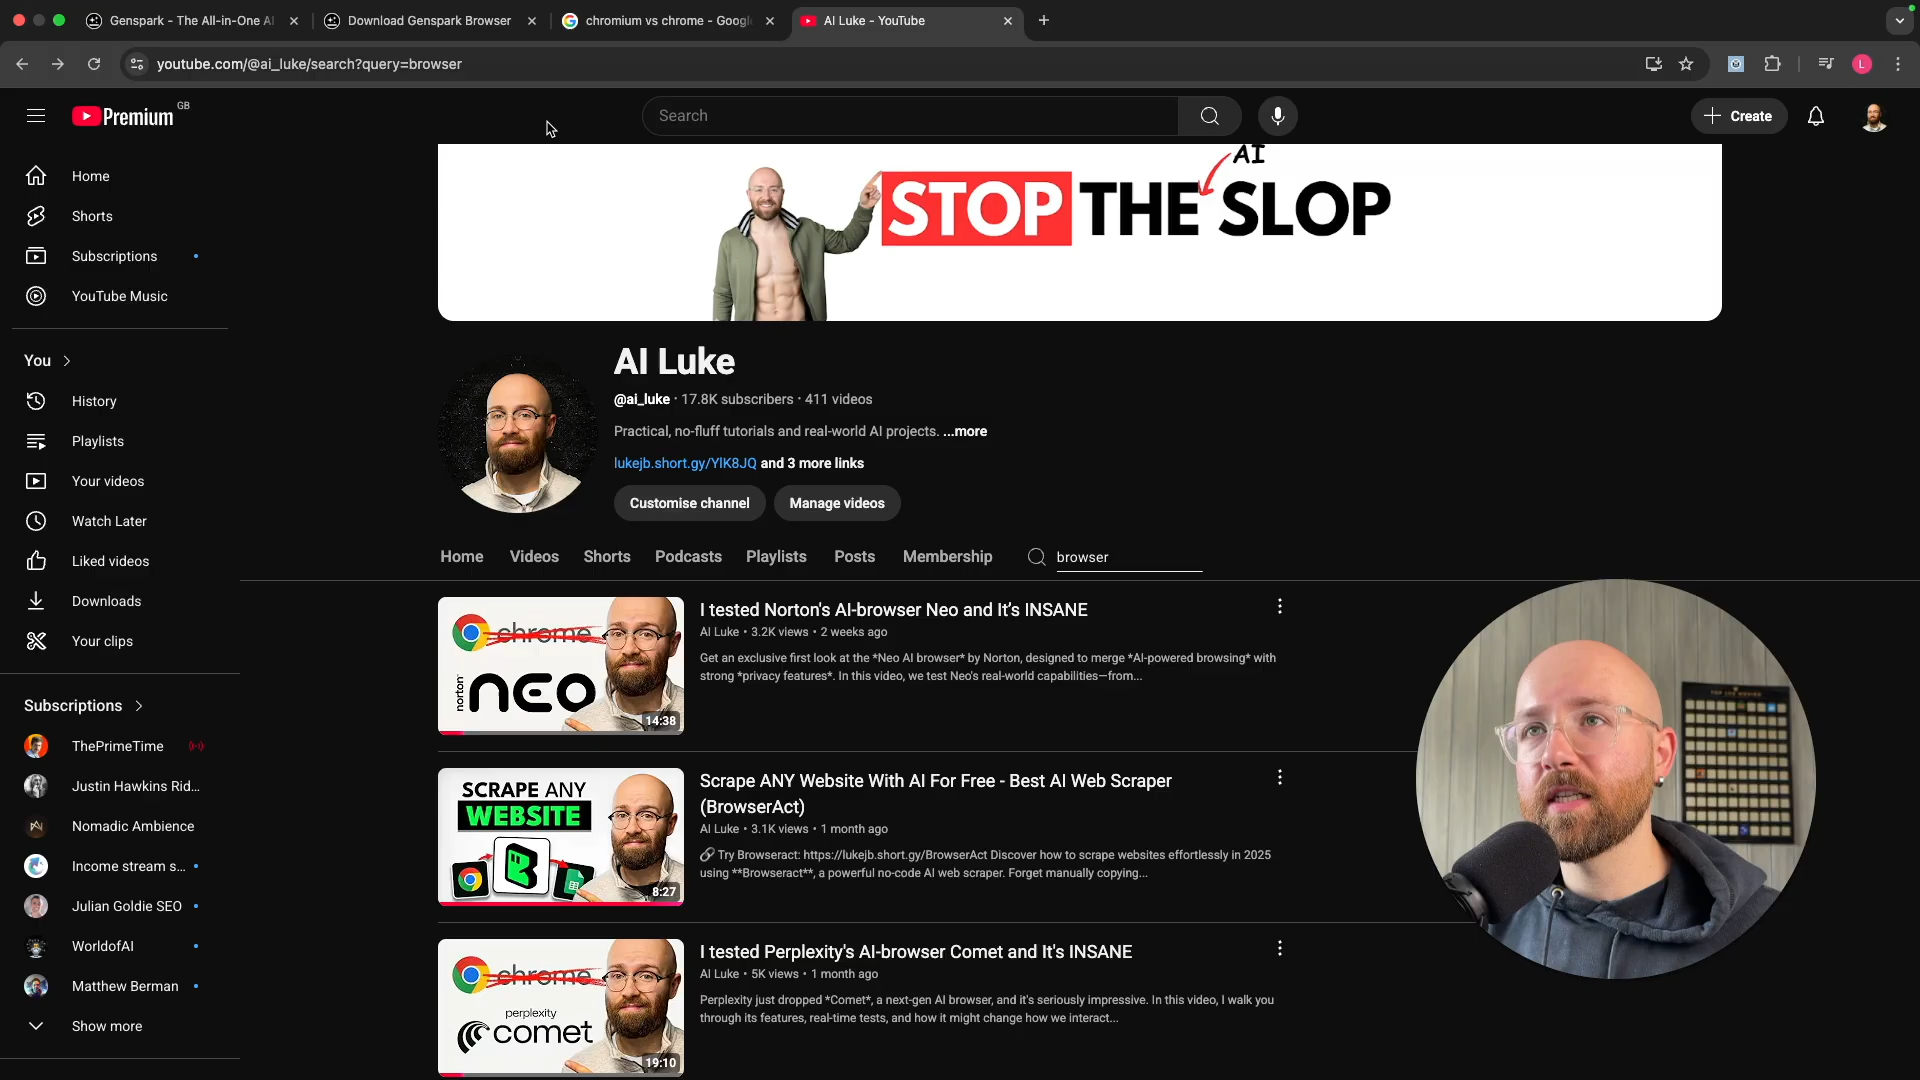 Genspark - The All-in-One AI
Download Genspark Browser
chromium vs chrome - Googl
AI Luke - YouTube
youtube.com/@ai_luke/search?query=browser
L
Premium GB
Search
Create
AI
STOP THE SLOP
Home
Shorts
Subscriptions
YouTube Music
You
History
Playlists
Your videos
Watch Later
Liked videos
Downloads
Your clips
Subscriptions
ThePrimeTime
Justin Hawkins Rid...
Nomadic Ambience
Income stream s...
Julian Goldie SEO
WorldofAI
Matthew Berman
Show more
AI Luke
@ai_luke • 17.8K subscribers • 411 videos
Practical, no-fluff tutorials and real-world AI projects. ...more
lukejb.short.gy/YlK8JQ and 3 more links
Customise channel
Manage videos
Home Videos Shorts Podcasts Playlists Posts Membership browser
chrome
norton neo
14:38
I tested Norton's AI-browser Neo and It's INSANE
AI Luke • 3.2K views • 2 weeks ago
Get an exclusive first look at the *Neo AI browser* by Norton, designed to merge *AI-powered browsing* with
strong *privacy features*. In this video, we test Neo's real-world capabilities—from...
SCRAPE ANY
WEBSITE
8:27
Scrape ANY Website With AI For Free - Best AI Web Scraper
(BrowserAct)
AI Luke • 3.1K views • 1 month ago
🔗 Try Browseract: https://lukejb.short.gy/BrowserAct Discover how to scrape websites effortlessly in 2025
using **Browseract**, a powerful no-code AI web scraper. Forget manually copying...
chrome
perplexity
comet
19:10
I tested Perplexity's AI-browser Comet and It's INSANE
AI Luke • 5K views • 1 month ago
Perplexity just dropped *Comet*, a next-gen AI browser, and it's seriously impressive. In this video, I walk you
through its features, real-time tests, and how it might change how we interact...